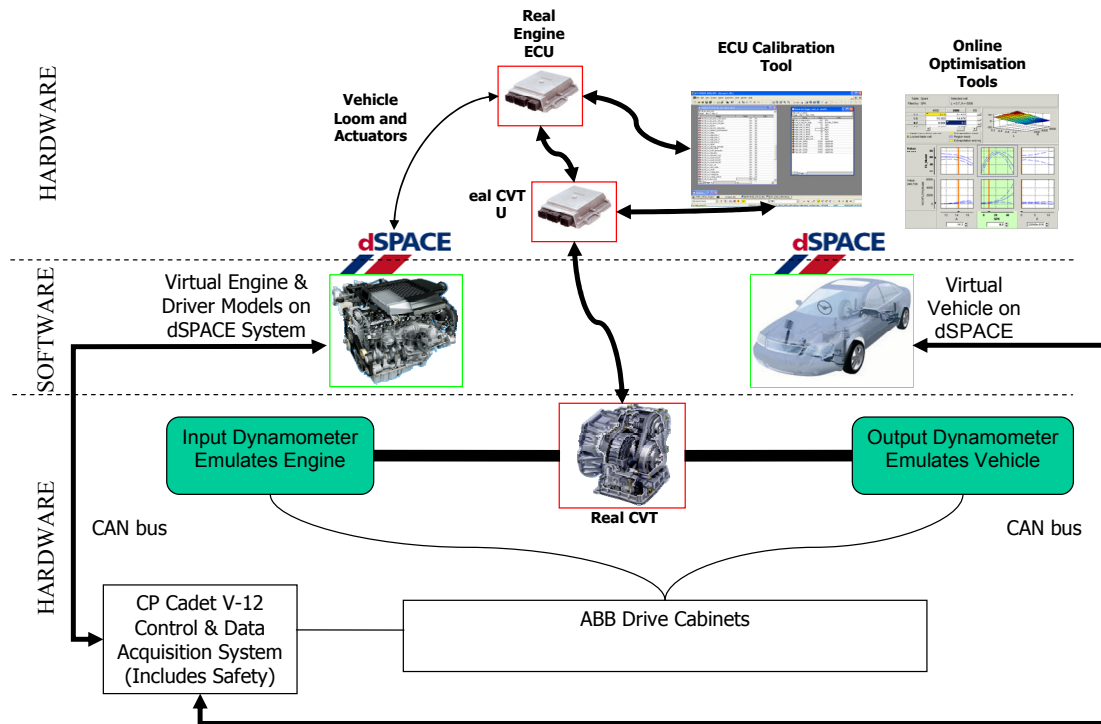 Real
Engine
ECU
ECU Calibration
Tool
Online
Optimisation
Tools
HARDWARE
Vehicle
Loom and
Actuators
eal CVT
U
dSPACE
dSPACE
SOFTWARE
Virtual Engine &
Driver Models on
dSPACE System
Virtual
Vehicle on
dSPACE
HARDWARE
Input Dynamometer
Emulates Engine
Output Dynamometer
Emulates Vehicle
Real CVT
CAN bus
CAN bus
CP Cadet V-12
Control & Data
Acquisition System
(Includes Safety)
ABB Drive Cabinets